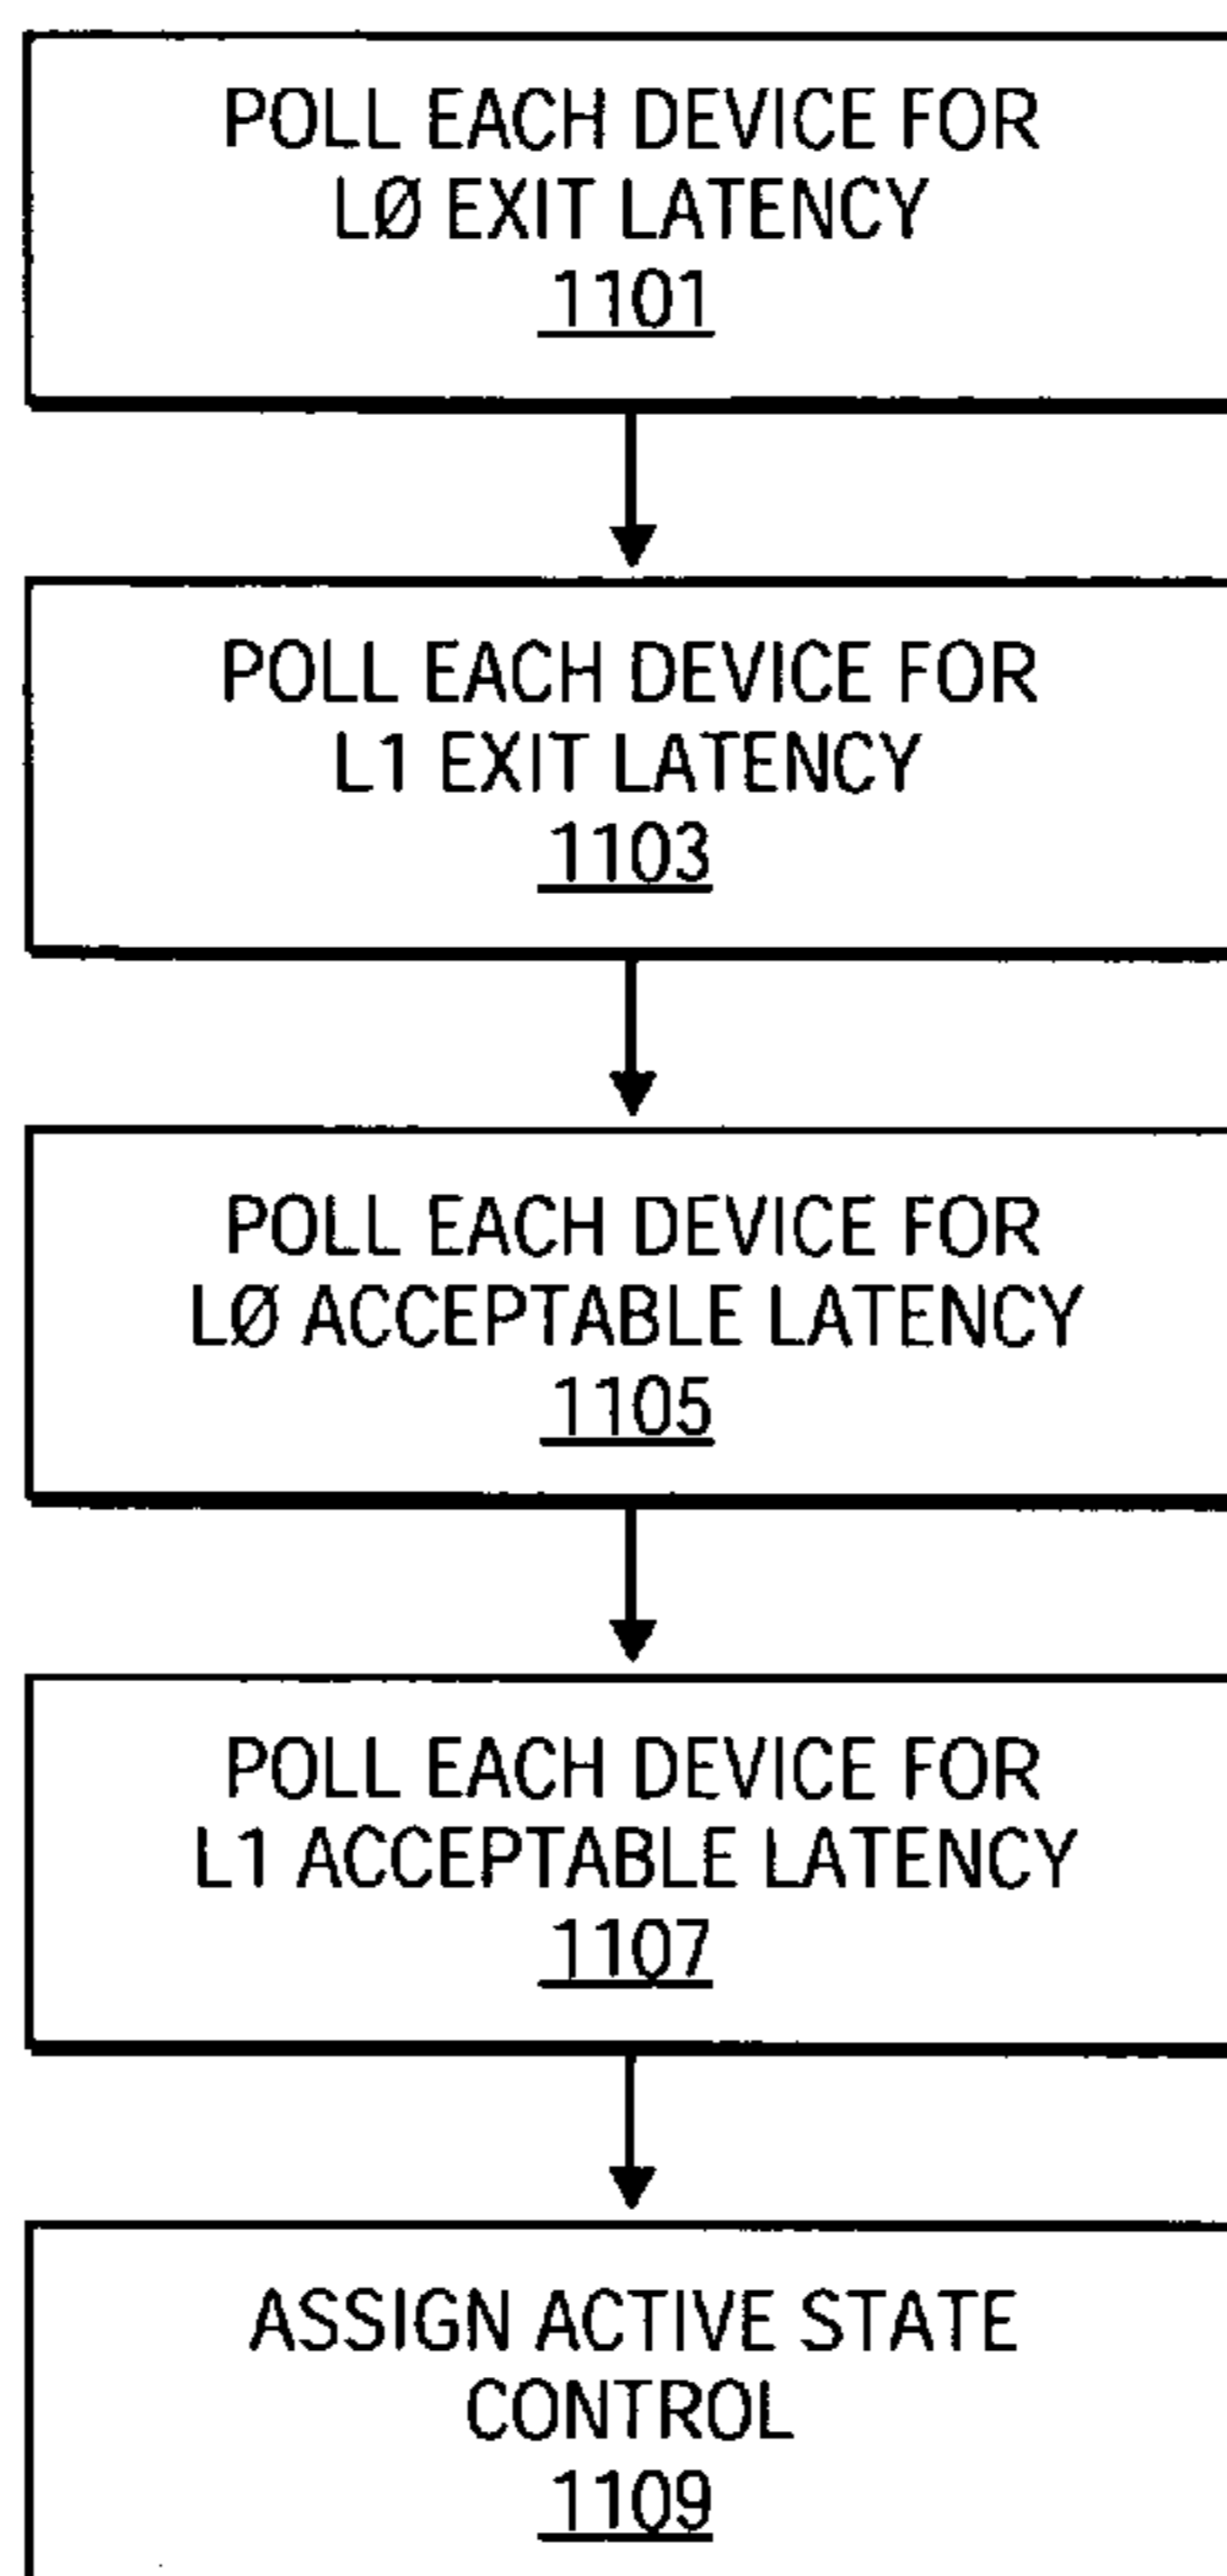 POLL EACH DEVICE FOR
LØ EXIT LATENCY
1101
POLL EACH DEVICE FOR
L1 EXIT LATENCY
1103
POLL EACH DEVICE FOR
LØ ACCEPTABLE LATENCY
1105
POLL EACH DEVICE FOR
L1 ACCEPTABLE LATENCY
1107
ASSIGN ACTIVE STATE
CONTROL
1109